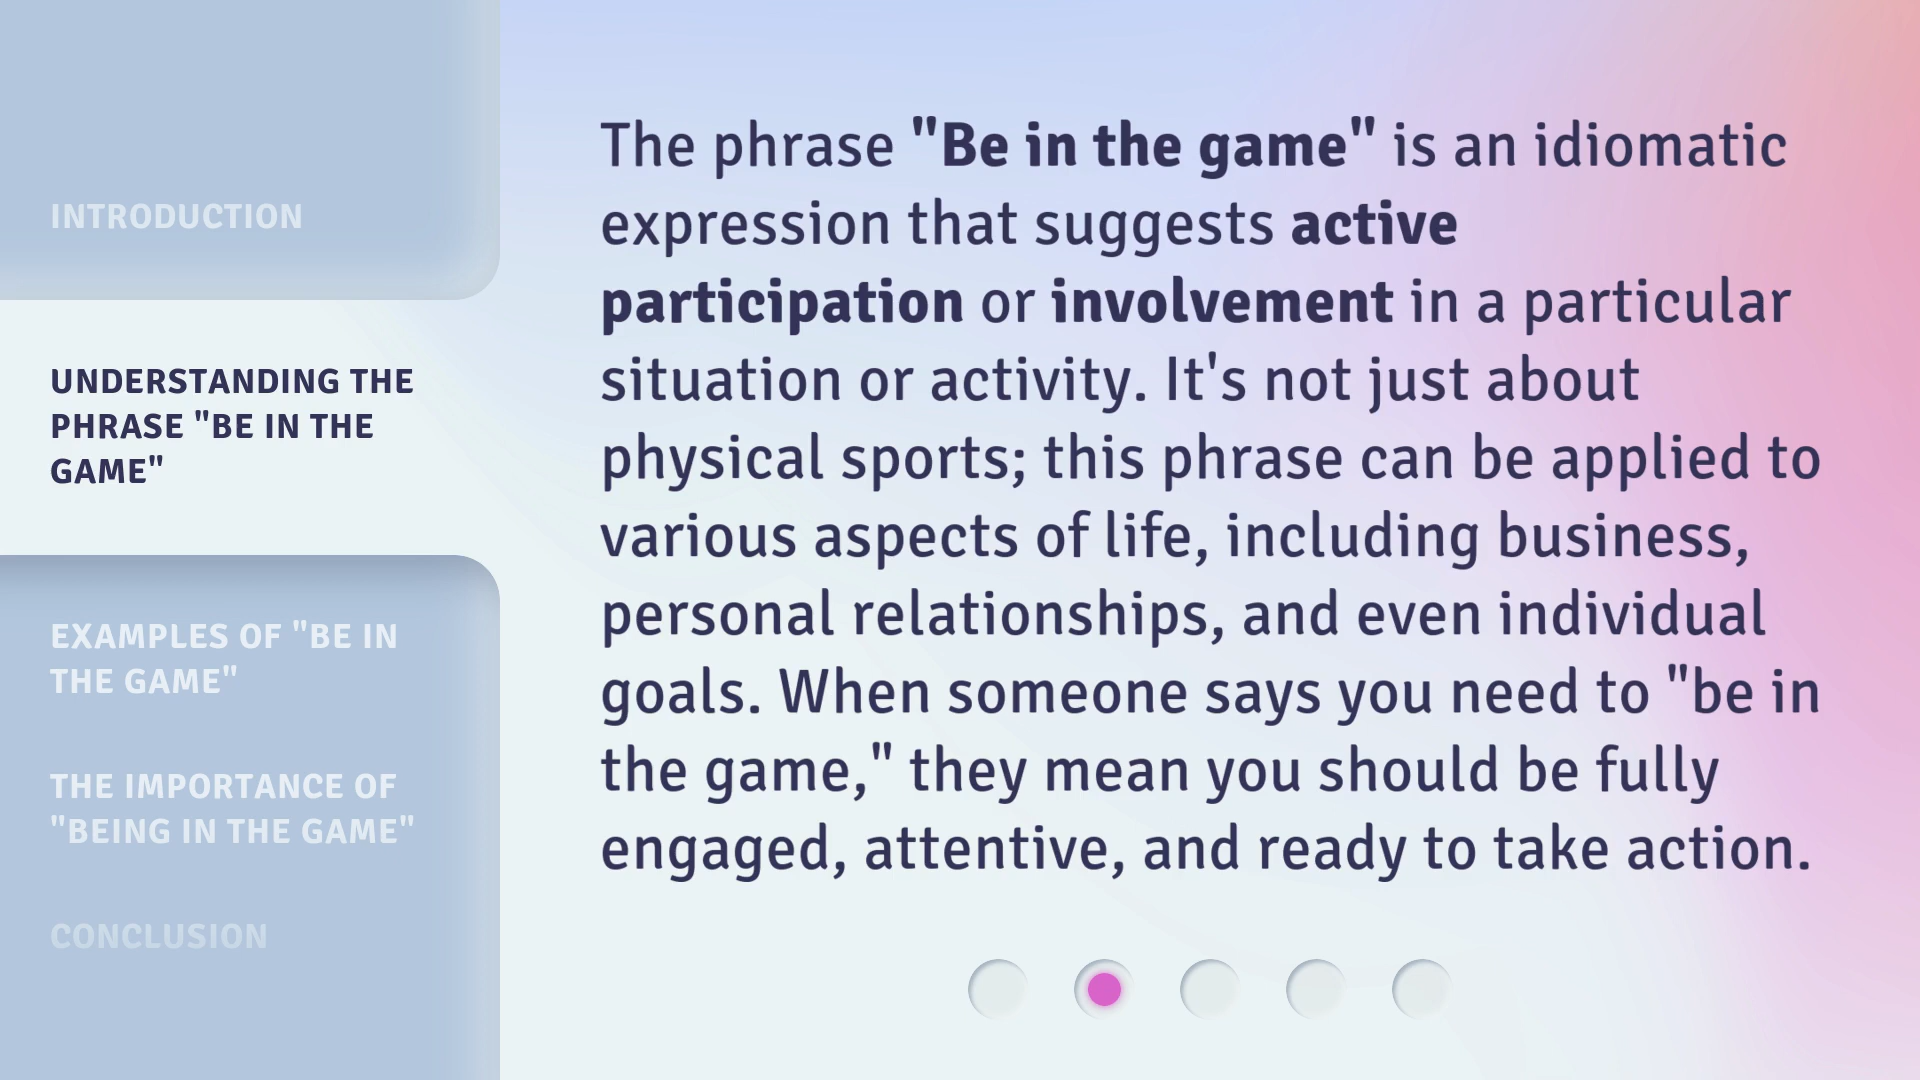 INTRODUCTION
UNDERSTANDING THE
PHRASE "BE IN THE
GAME"
EXAMPLES OF "BE IN
THE GAME"
THE IMPORTANCE OF
"BEING IN THE GAME"
CONCLUSION
The phrase "Be in the game" is an idiomatic
expression that suggests active
participation or involvement in a particular
situation or activity. It's not just about
physical sports; this phrase can be applied to
various aspects of life, including business,
personal relationships, and even individual
goals. When someone says you need to "be in
the game," they mean you should be fully
engaged, attentive, and ready to take action.